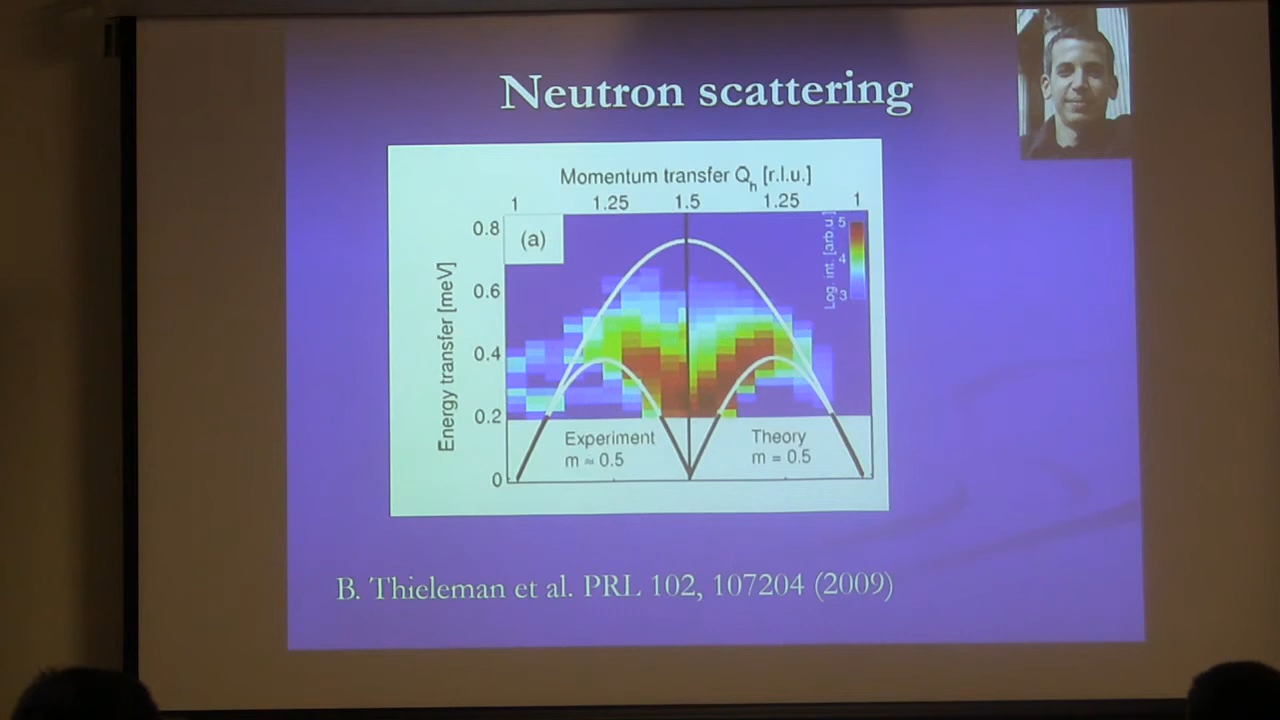 Neutron scattering
Momentum transfer Qh [r.l.u.]
1 1.25 1.5 1.25 1
Energy transfer [meV]
0.8
0.6
0.4
0.2
0
(a)
Log. int. [arb.u.]
5
4
3
Experiment
m ≈ 0.5
Theory
m = 0.5
B. Thieleman et al. PRL 102, 107204 (2009)